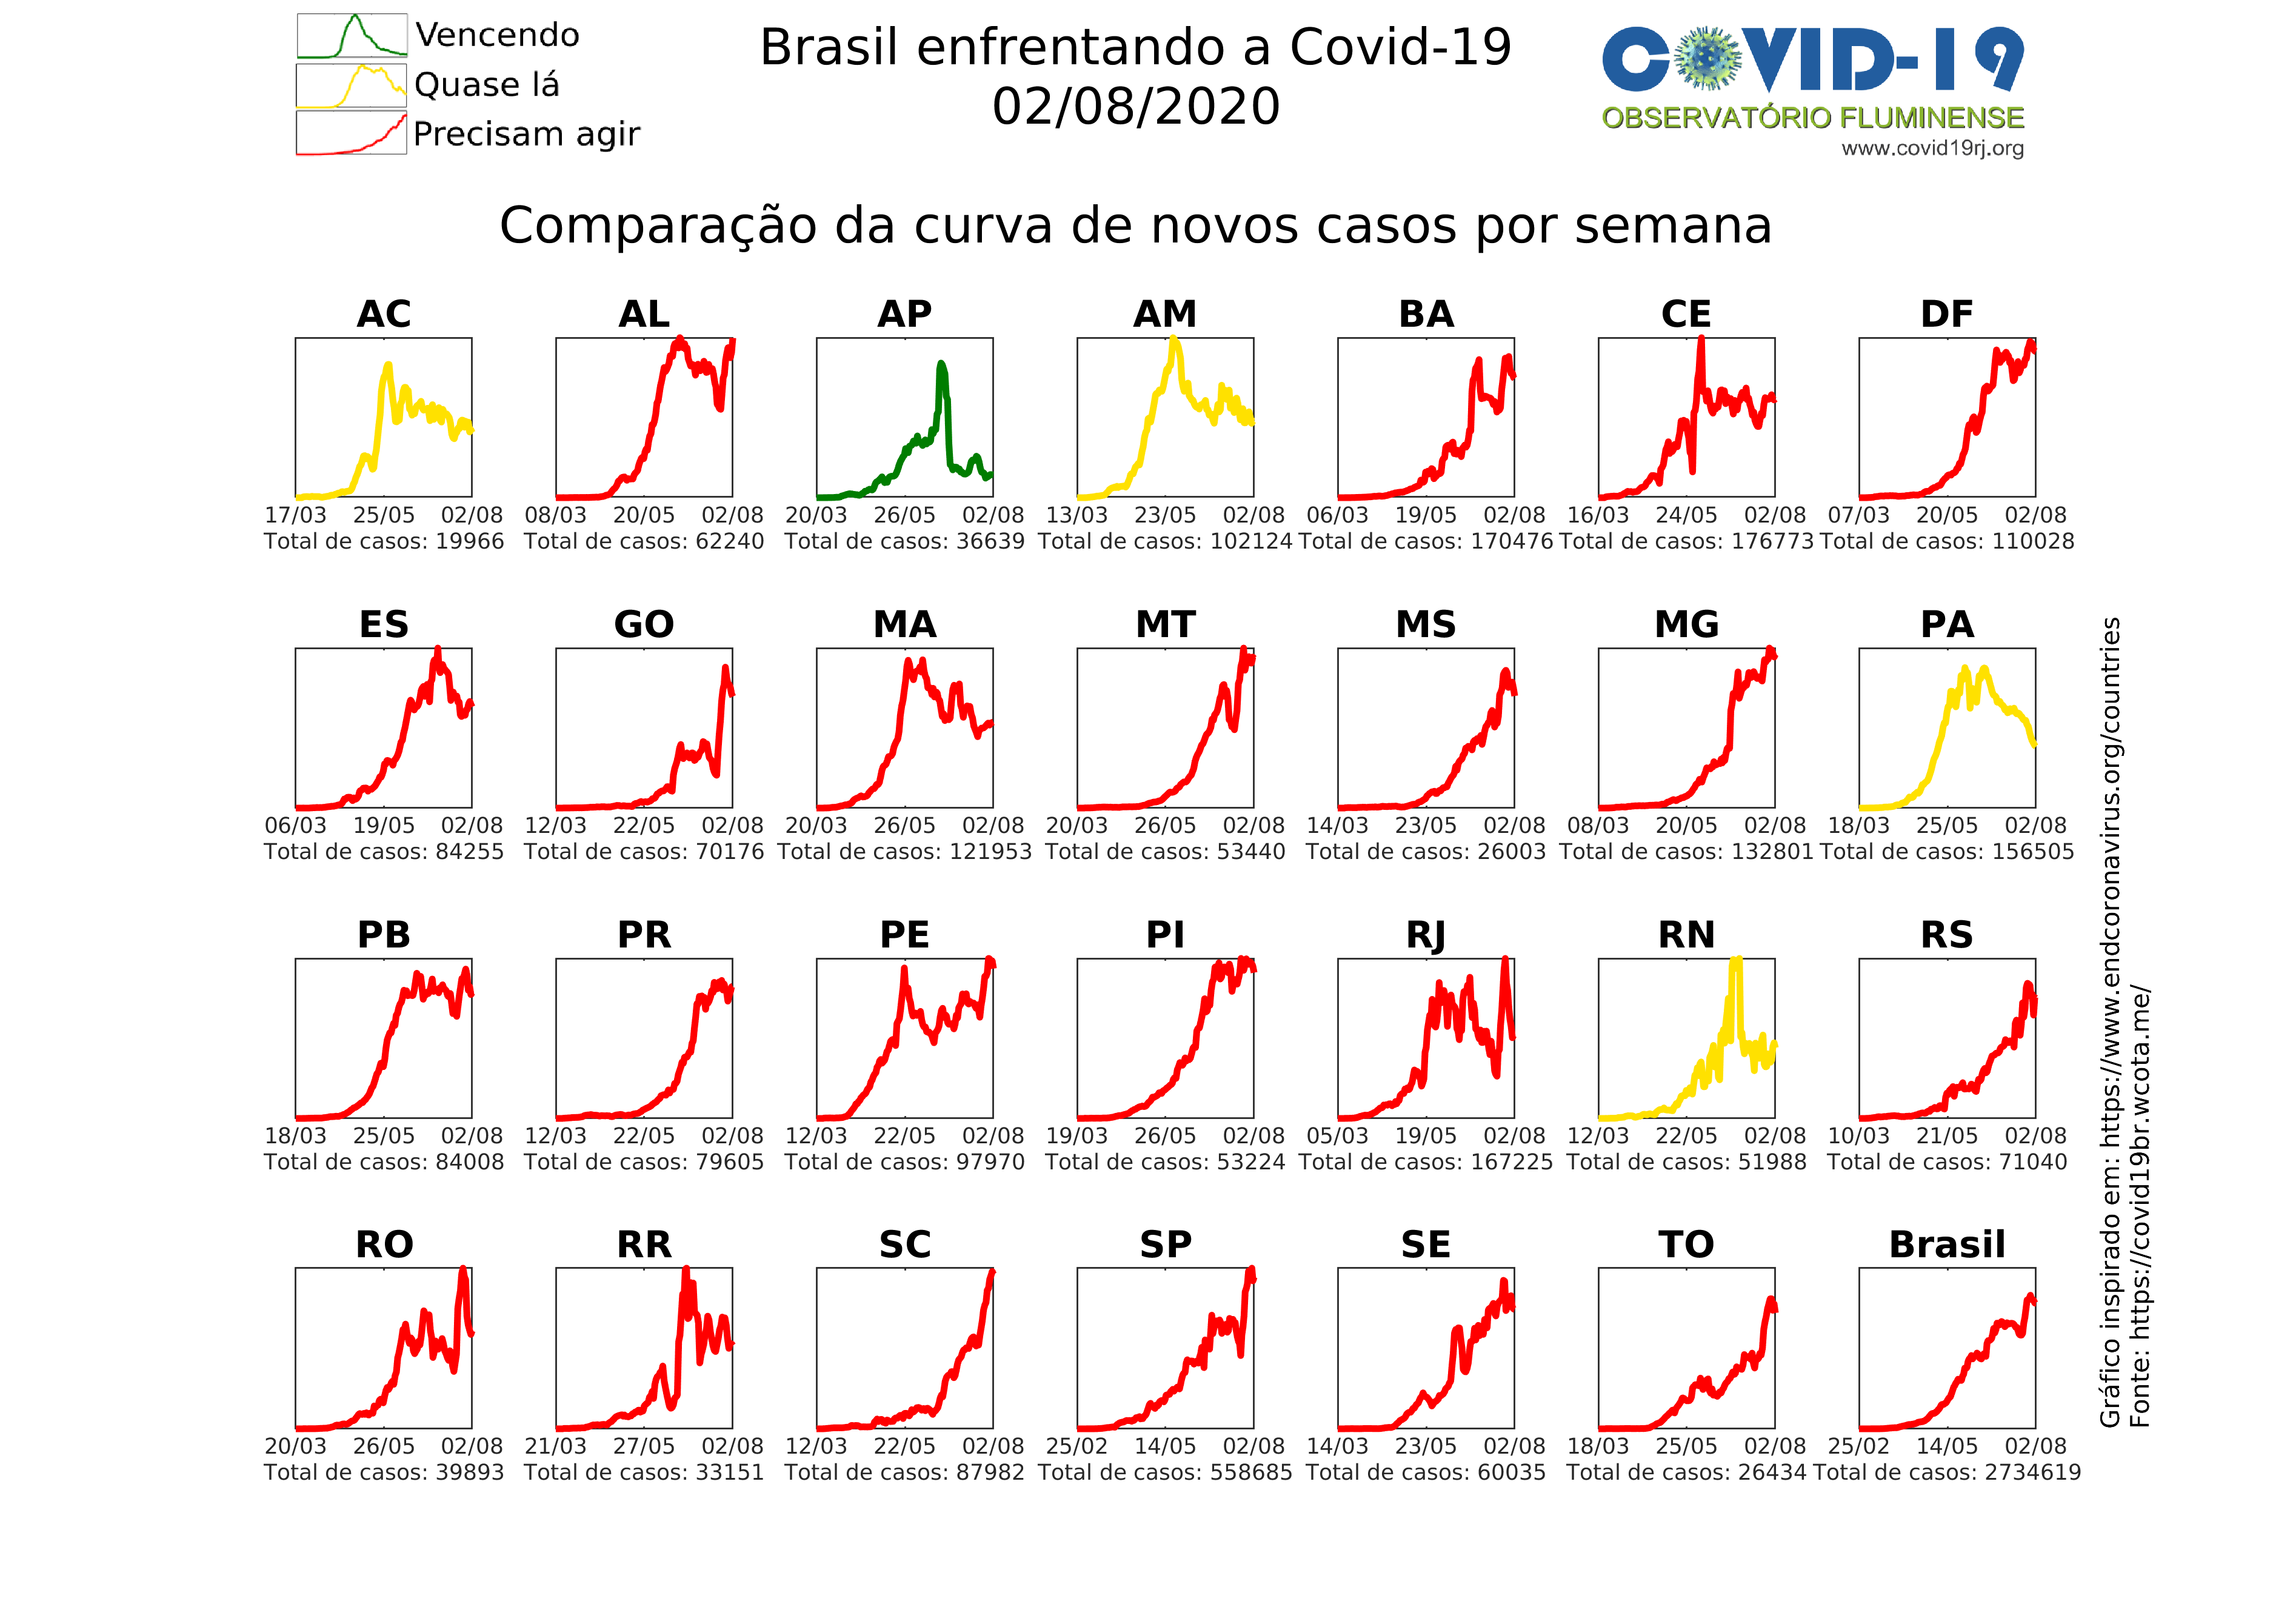 Vencendo
Quase lá
Precisam agir
Brasil enfrentando a Covid-19
02/08/2020
COVID-19
OBSERVATÓRIO FLUMINENSE
www.covid19rj.org
Comparação da curva de novos casos por semana
AC AL AP AM BA CE DF
17/03 25/05 02/08 08/03 20/05 02/08 20/03 26/05 02/08 13/03 23/05 02/08 06/03 19/05 02/08 16/03 24/05 02/08 07/03 20/05 02/08
Total de casos: 19966 Total de casos: 62240 Total de casos: 36639 Total de casos: 102124 Total de casos: 170476 Total de casos: 176773 Total de casos: 110028
ES GO MA MT MS MG PA
06/03 19/05 02/08 12/03 22/05 02/08 20/03 26/05 02/08 20/03 26/05 02/08 14/03 23/05 02/08 08/03 20/05 02/08 18/03 25/05 02/08
Total de casos: 84255 Total de casos: 70176 Total de casos: 121953 Total de casos: 53440 Total de casos: 26003 Total de casos: 132801 Total de casos: 156505
PB PR PE PI RJ RN RS
18/03 25/05 02/08 12/03 22/05 02/08 12/03 22/05 02/08 19/03 26/05 02/08 05/03 19/05 02/08 12/03 22/05 02/08 10/03 21/05 02/08
Total de casos: 84008 Total de casos: 79605 Total de casos: 97970 Total de casos: 53224 Total de casos: 167225 Total de casos: 51988 Total de casos: 71040
RO RR SC SP SE TO Brasil
20/03 26/05 02/08 21/03 27/05 02/08 12/03 22/05 02/08 25/02 14/05 02/08 14/03 23/05 02/08 18/03 25/05 02/08 25/02 14/05 02/08
Total de casos: 39893 Total de casos: 33151 Total de casos: 87982 Total de casos: 558685 Total de casos: 60035 Total de casos: 26434 Total de casos: 2734619
Gráfico inspirado em: https://www.endcoronavirus.org/countries
Fonte: https://covid19br.wcota.me/